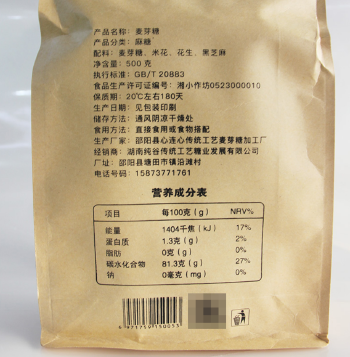 产品名称：麦芽糖
产品分类：麻糖
配料：麦芽糖、米花、花生、黑芝麻
净含量：500克
执行标准：GB/T 20883
食品生产许可证编号：湘小作坊0523000010
保质期：20℃左右180天
生产日期：见包装印刷
储存方法：通风阴凉干燥处
食用方法：直接食用或食物搭配
生产商：邵阳县心连心传统工艺麦芽糖加工厂
经销商：湖南纯谷传统工艺糖业发展有限公司
厂址：邵阳县塘田市镇沿滩村
电话号码：15873771761
营养成分表
项目 每100克（g） NRV%
能量 1404千焦（kJ） 17%
蛋白质 1.3克（g） 2%
脂肪 0克（g） 0%
碳水化合物 81.3克（g） 27%
钠 0毫克（mg） 0%
6 971759 150053